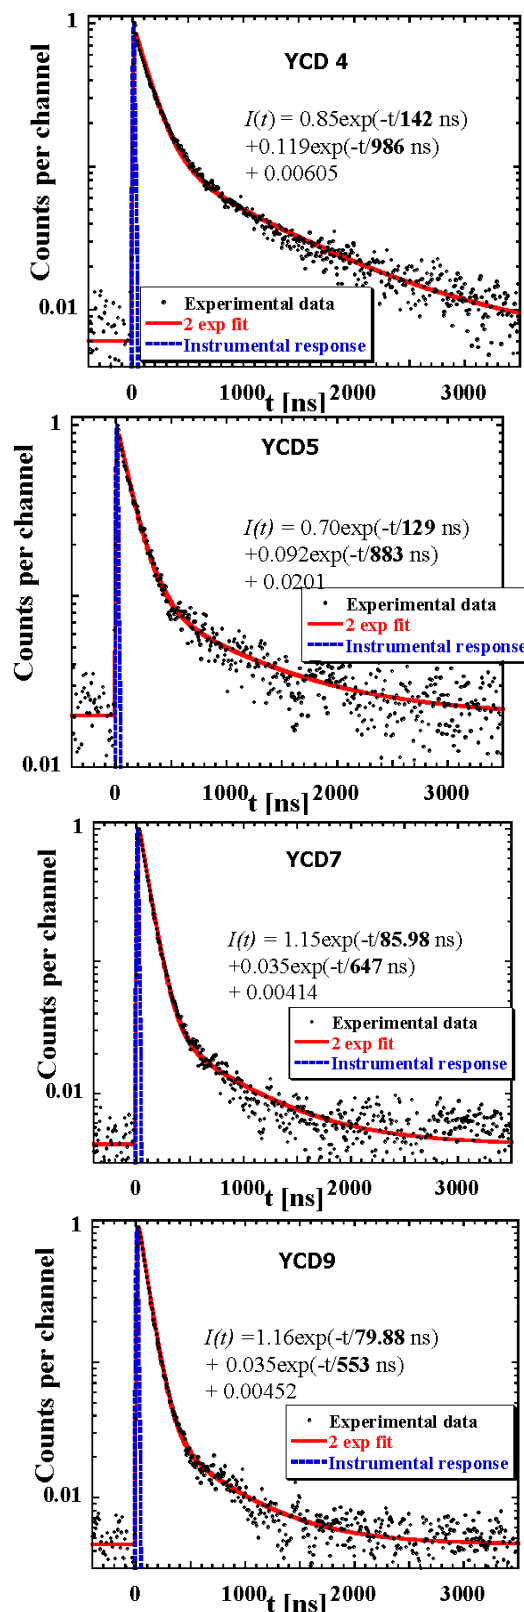 1
YCD 4
I(t) = 0.85exp(-t/142 ns)
+0.119exp(-t/986 ns)
+ 0.00605
Counts per channel
0.01
Experimental data
2 exp fit
Instrumental response
0 1000 2000 3000
t [ns]
1
YCD5
I(t) = 0.70exp(-t/129 ns)
+0.092exp(-t/883 ns)
+ 0.0201
Counts per channel
Experimental data
2 exp fit
Instrumental response
0.01
0 1000 2000 3000
t [ns]
1
YCD7
I(t) = 1.15exp(-t/85.98 ns)
+0.035exp(-t/647 ns)
+ 0.00414
Counts per channel
Experimental data
2 exp fit
Instrumental response
0.01
0 1000 2000 3000
t [ns]
1
YCD9
I(t) =1.16exp(-t/79.88 ns)
+ 0.035exp(-t/553 ns)
+ 0.00452
Counts per channel
Experimental data
2 exp fit
Instrumental response
0.01
0 1000 2000 3000
t [ns]